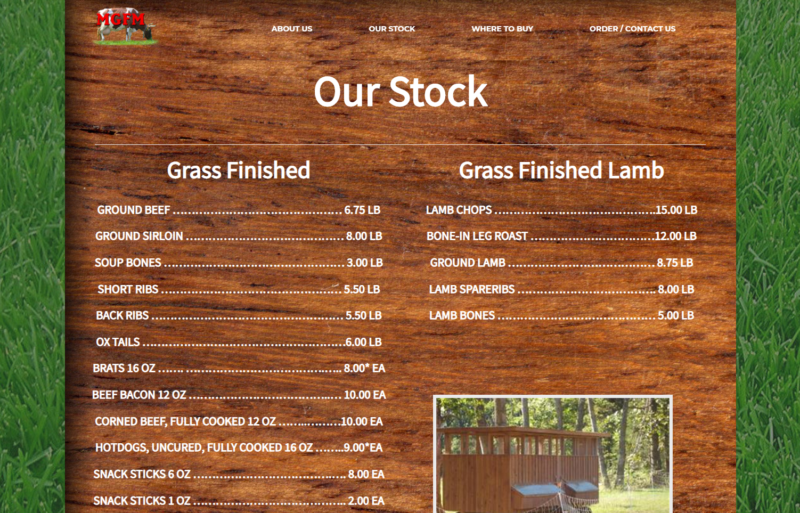 MGFM
ABOUT US
OUR STOCK
WHERE TO BUY
ORDER / CONTACT US
Our Stock
Grass Finished
GROUND BEEF ………………………………………. 6.75 LB
GROUND SIRLOIN ……………………………………. 8.00 LB
SOUP BONES …………………………………………. 3.00 LB
SHORT RIBS …………………………………………. 5.50 LB
BACK RIBS ……………………………………………. 5.50 LB
OX TAILS ……………………………………………….6.00 LB
BRATS 16 OZ ……. …………………………………….. 8.00* EA
BEEF BACON 12 OZ …………………………………… 10.00 EA
CORNED BEEF, FULLY COOKED 12 OZ ……………..10.00 EA
HOTDOGS, UNCURED, FULLY COOKED 16 OZ ……..9.00*EA
SNACK STICKS 6 OZ ……………………………………. 8.00 EA
SNACK STICKS 1 OZ …………………………………….. 2.00 EA
Grass Finished Lamb
LAMB CHOPS …………………………………….15.00 LB
BONE-IN LEG ROAST ……………………………12.00 LB
GROUND LAMB …………………………………. 8.75 LB
LAMB SPARERIBS ………………………………. 8.00 LB
LAMB BONES ……………………………………. 5.00 LB